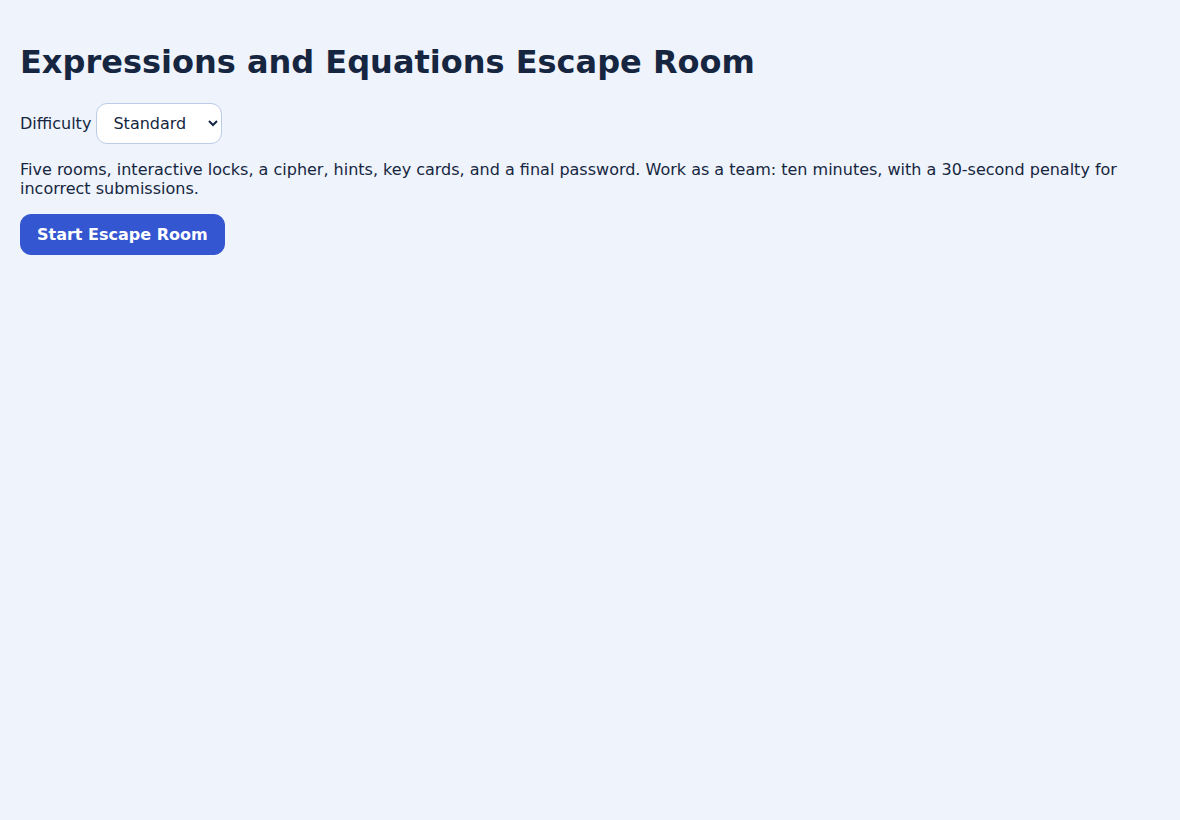 Expressions and Equations Escape Room
Difficulty Standard
Five rooms, interactive locks, a cipher, hints, key cards, and a final password. Work as a team: ten minutes, with a 30-second penalty for
incorrect submissions.
Start Escape Room